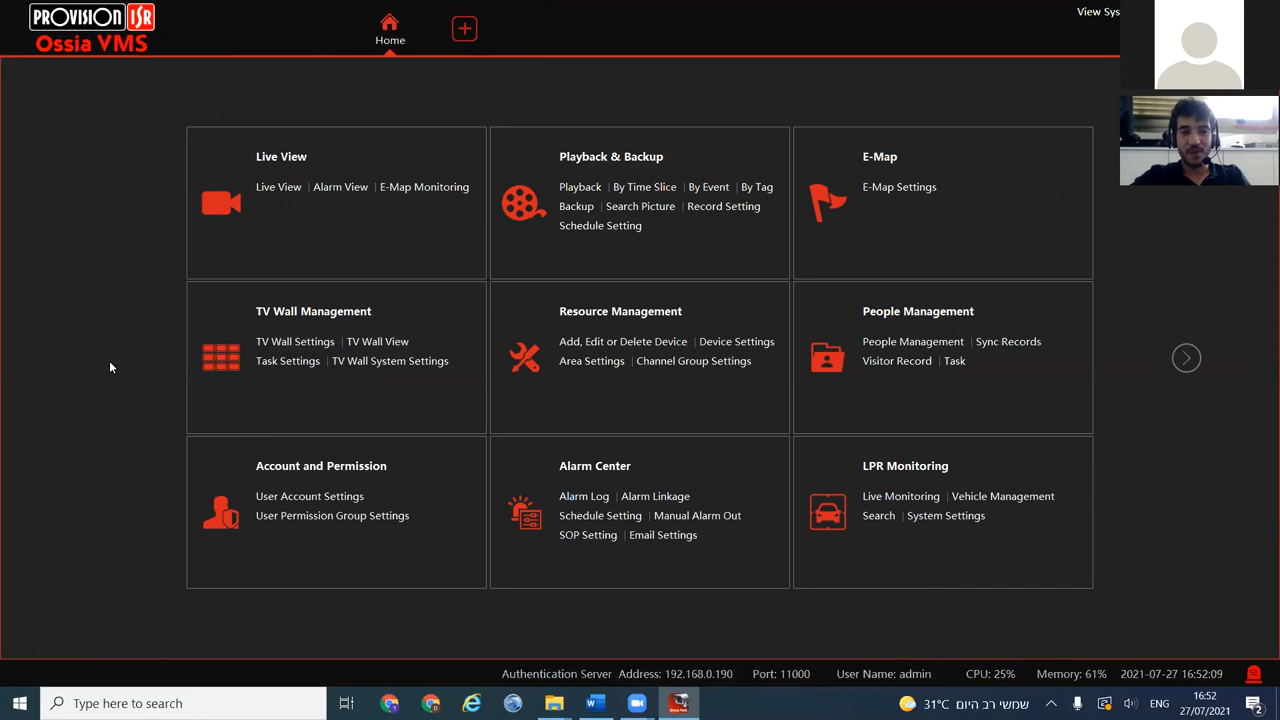 PROVISION ISR
Ossia VMS
Home
View Sys
Live View
Live View | Alarm View | E-Map Monitoring
Playback & Backup
Playback | By Time Slice | By Event | By Tag
Backup | Search Picture | Record Setting
Schedule Setting
E-Map
E-Map Settings
TV Wall Management
TV Wall Settings | TV Wall View
Task Settings | TV Wall System Settings
Resource Management
Add, Edit or Delete Device | Device Settings
Area Settings | Channel Group Settings
People Management
People Management | Sync Records
Visitor Record | Task
Account and Permission
User Account Settings
User Permission Group Settings
Alarm Center
Alarm Log | Alarm Linkage
Schedule Setting | Manual Alarm Out
SOP Setting | Email Settings
LPR Monitoring
Live Monitoring | Vehicle Management
Search | System Settings
Authentication Server Address: 192.168.0.190 Port: 11000 User Name: admin CPU: 25% Memory: 61% 2021-07-27 16:52:09
Type here to search
31°C שמשי רב היום
ENG
16:52
27/07/2021
2